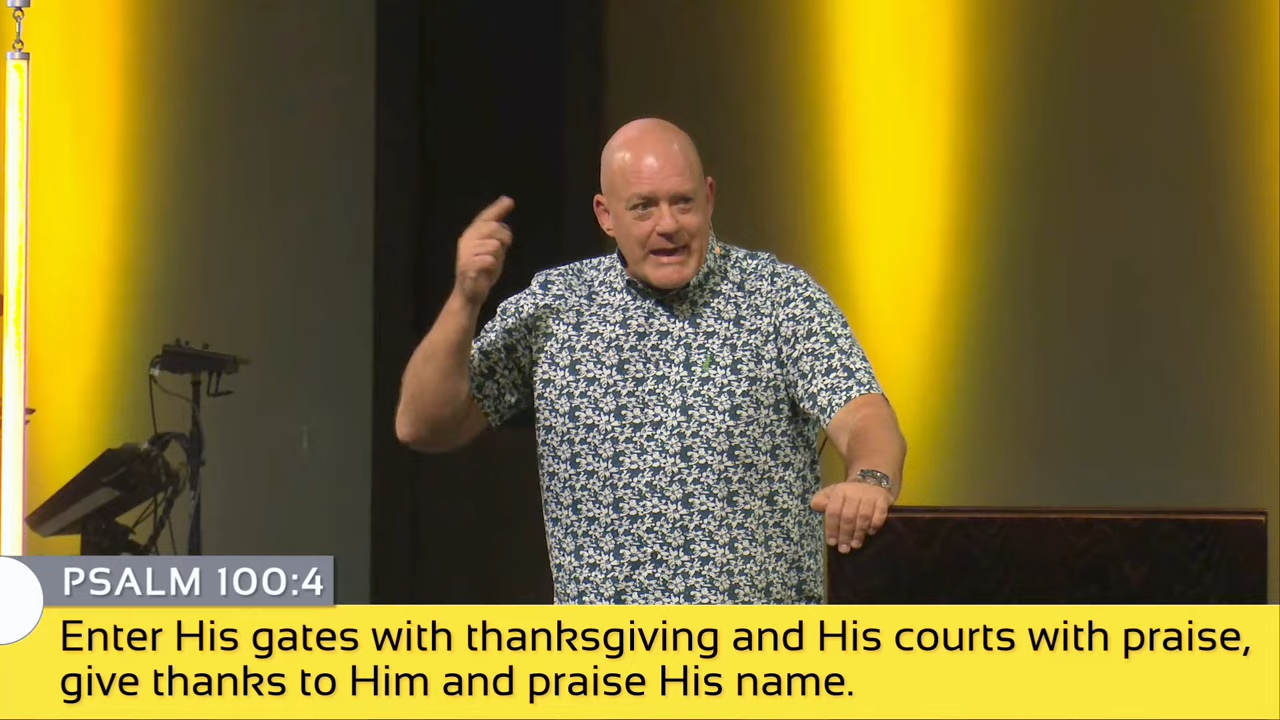 PSALM 100:4
Enter His gates with thanksgiving and His courts with praise,
give thanks to Him and praise His name.